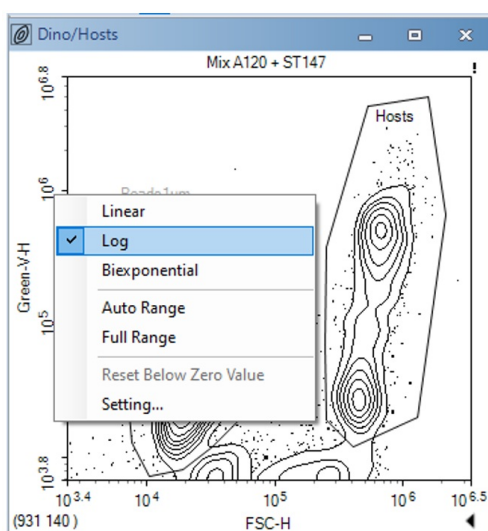 Dino/Hosts
Mix A120 + ST147
!
10^6.8
Hosts
10^6
Beads1um
Linear
Log
Biexponential
Auto Range
Full Range
Reset Below Zero Value
Setting...
Green-V-H
10^5
10^3.8
10^3.4
10^4
10^5
10^6
10^6.5
(931 140 )
FSC-H